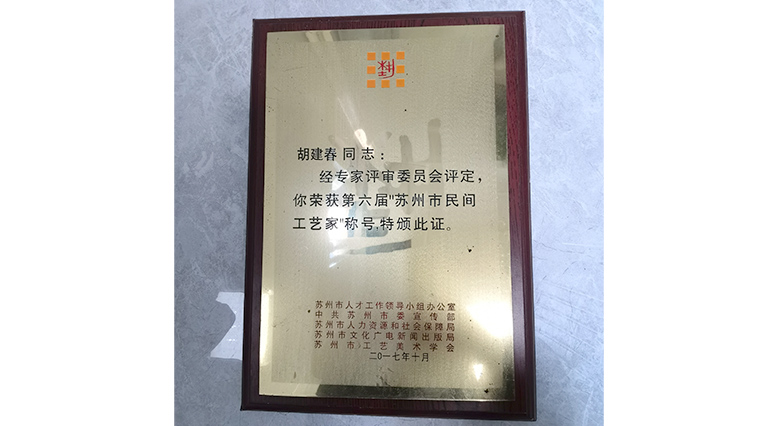 胡建春同志：
经专家评审委员会评定，
你荣获第六届"苏州市民间
工艺家"称号,特颁此证。
苏州市人才工作领导小组办公室
中共苏州市委宣传部
苏州市人力资源和社会保障局
苏州市文化广电新闻出版局
苏州市工艺美术学会
二〇一七年十月